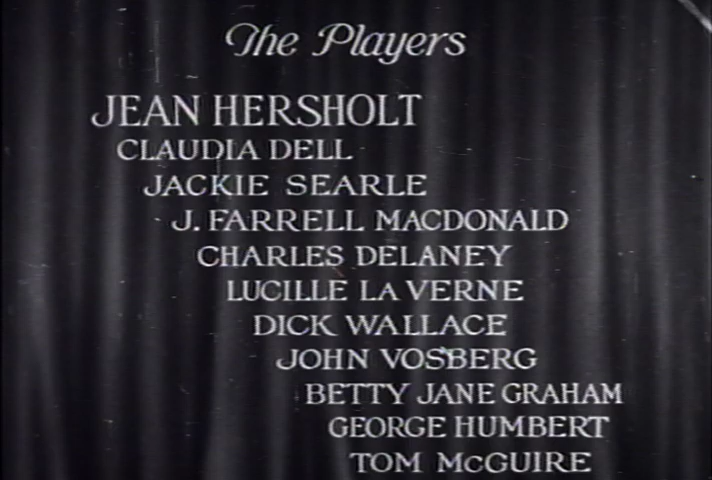 The Players
JEAN HERSHOLT
CLAUDIA DELL
JACKIE SEARLE
J. FARRELL MACDONALD
CHARLES DELANEY
LUCILLE LA VERNE
DICK WALLACE
JOHN VOSBERG
BETTY JANE GRAHAM
GEORGE HUMBERT
TOM McGUIRE